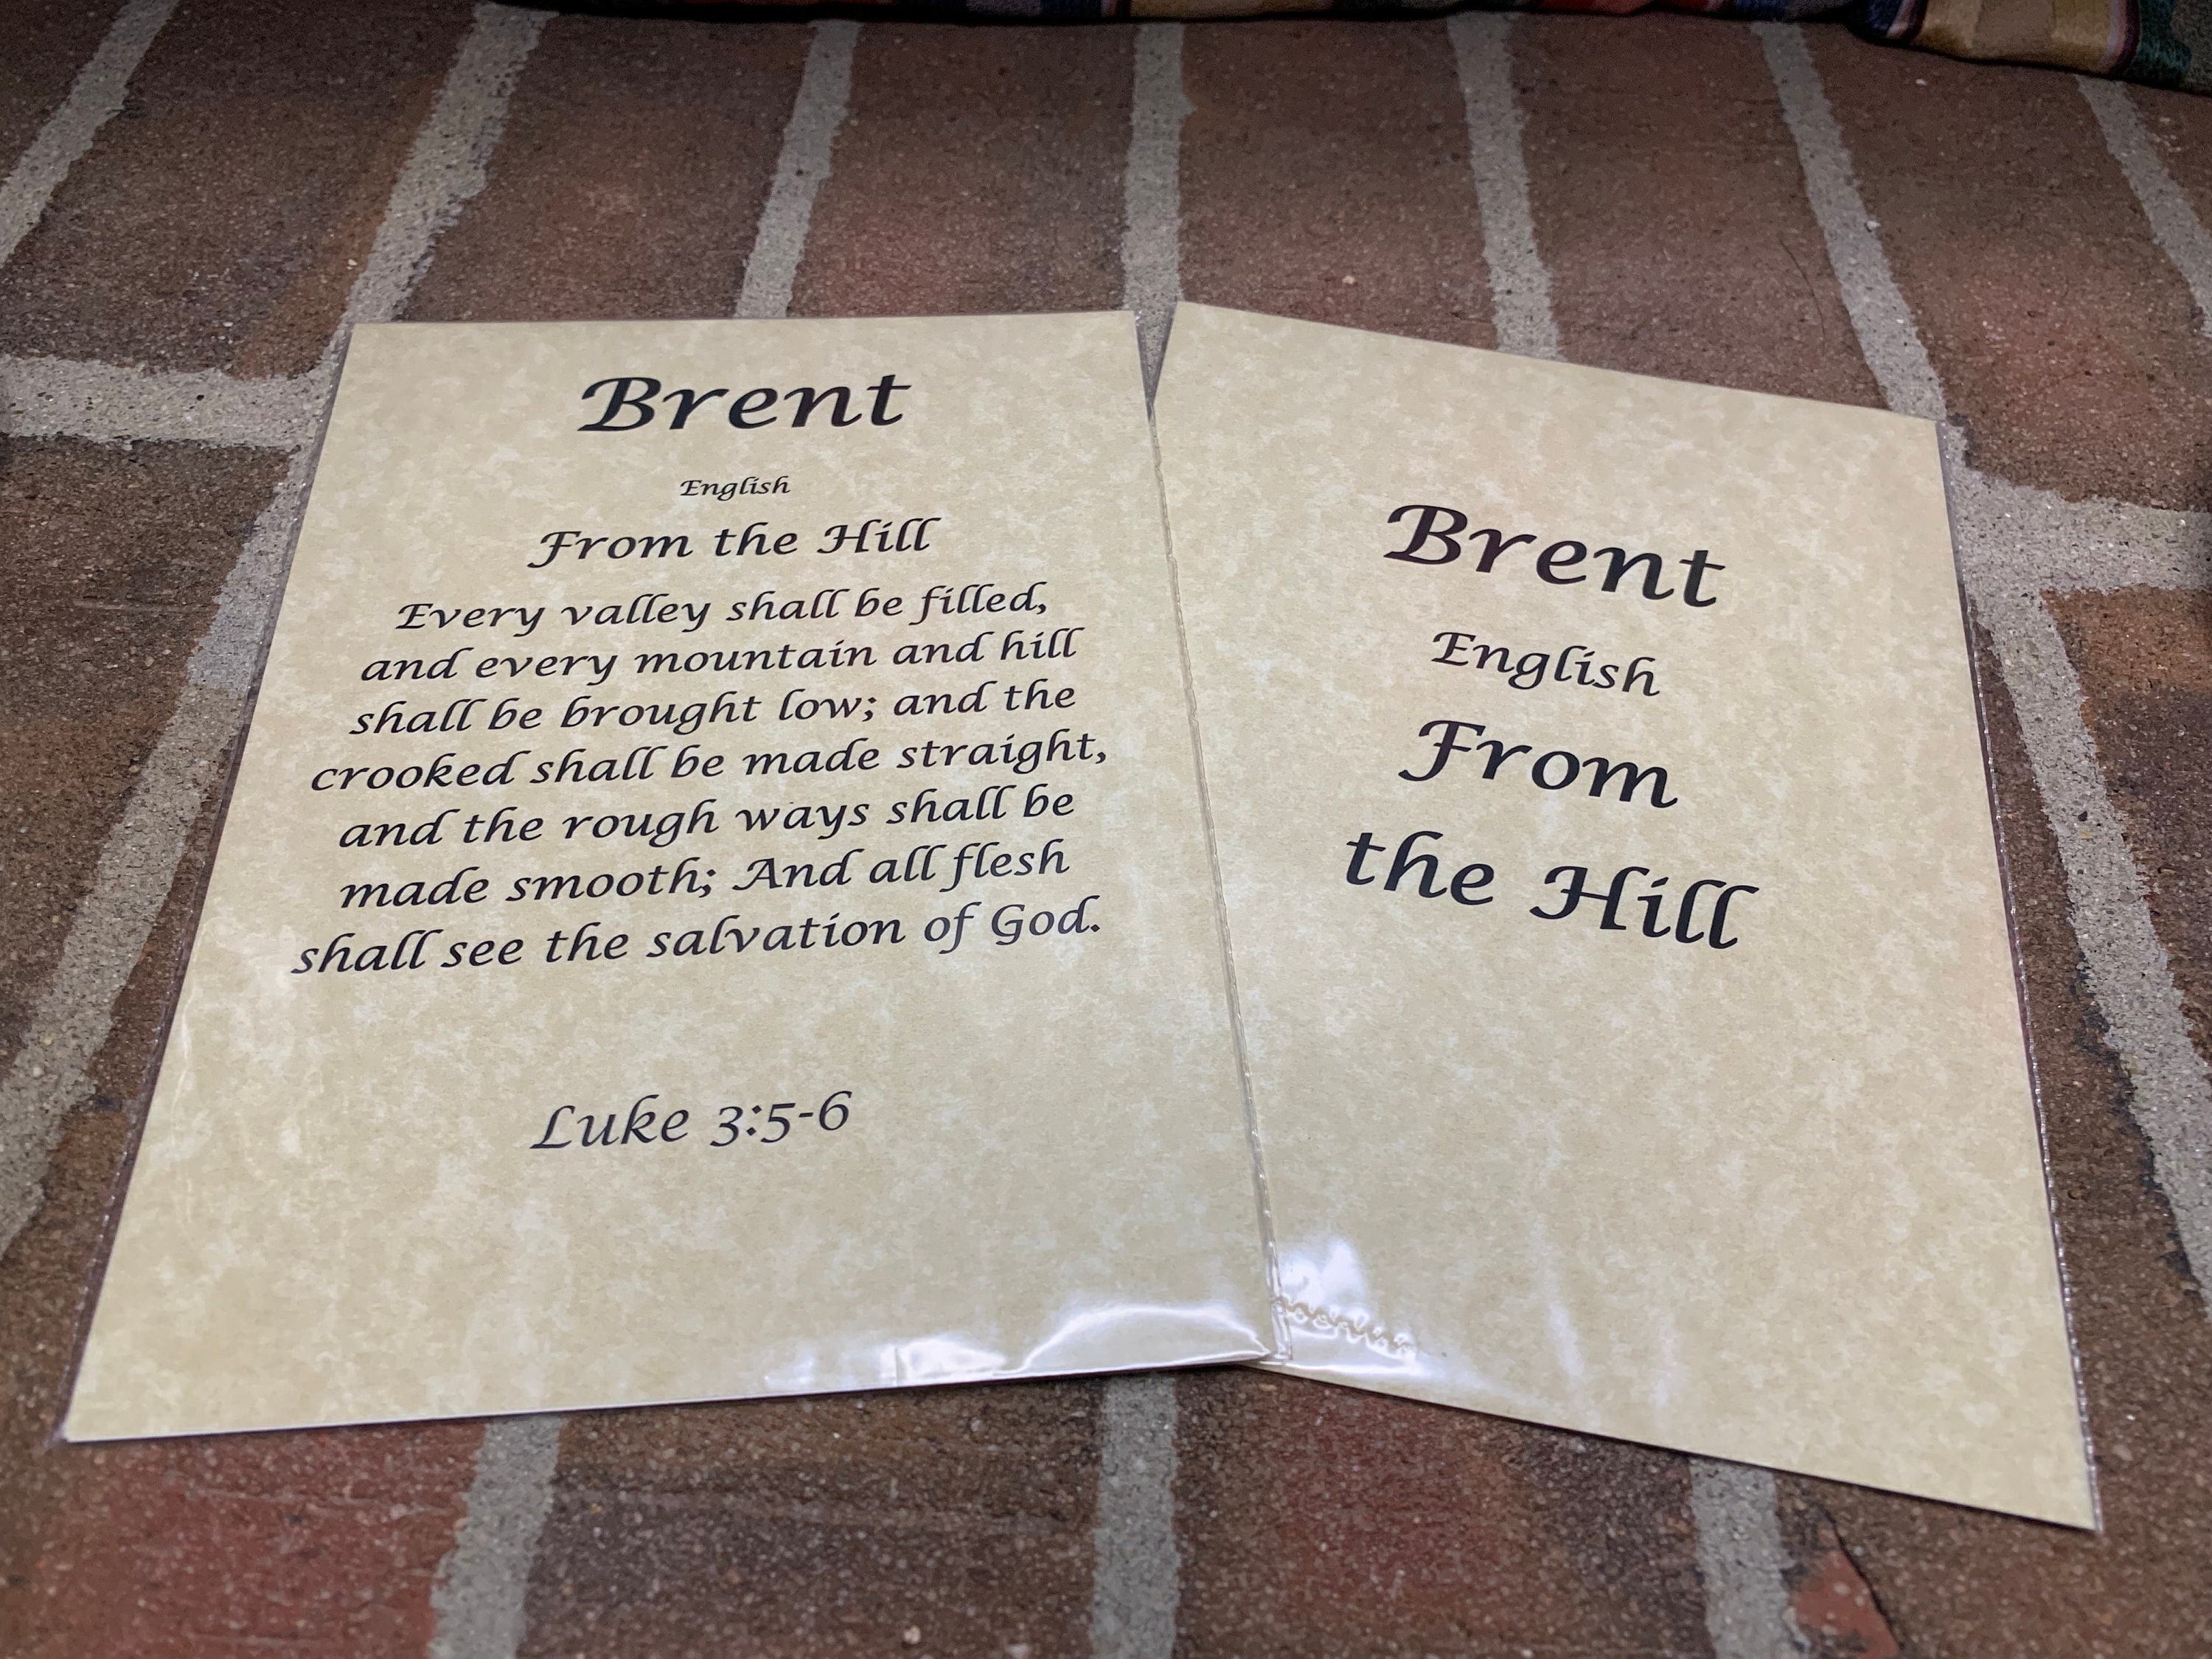 Brent
English
From the Hill
Every valley shall be filled,
and every mountain and hill
shall be brought low; and the
crooked shall be made straight,
and the rough ways shall be
made smooth; And all flesh
shall see the salvation of God.
Luke 3:5-6
Brent
English
From
the Hill